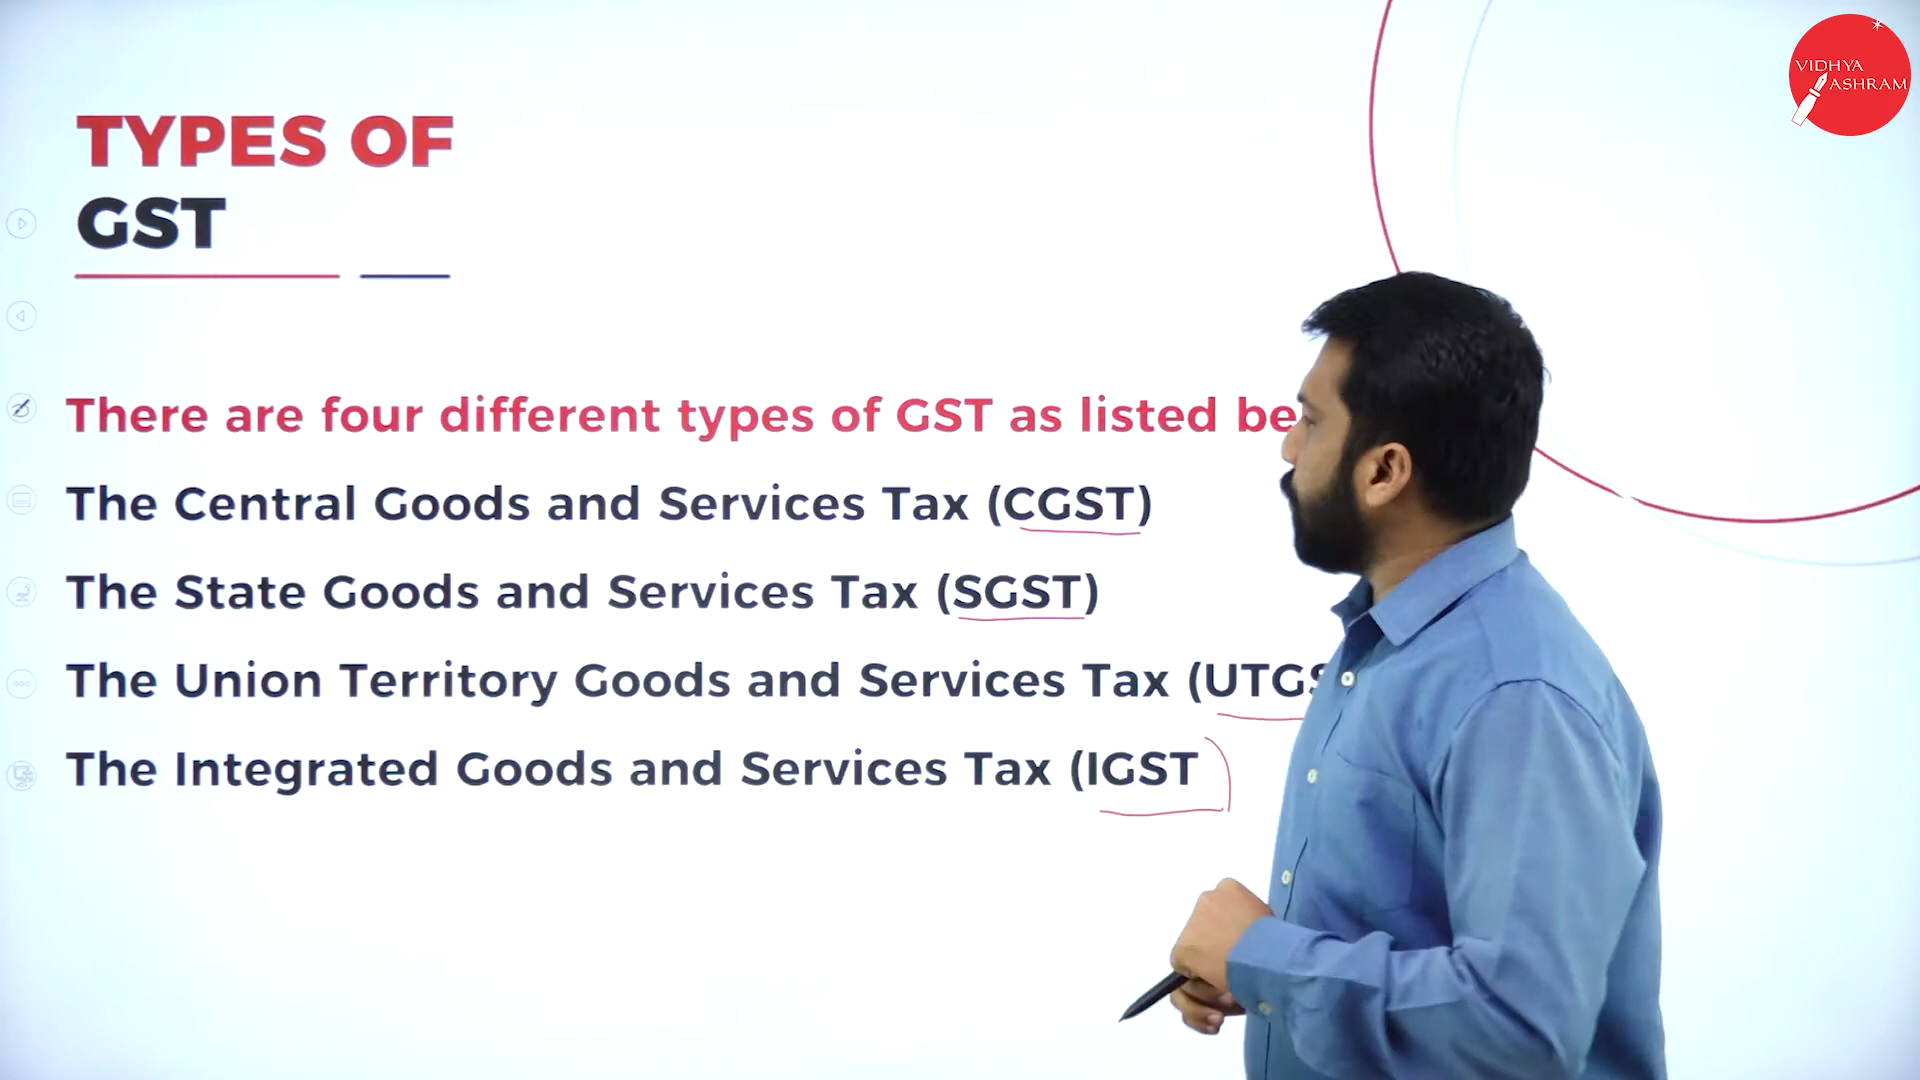 VIDHYA
ASHRAM
TYPES OF
GST
There are four different types of GST as listed
The Central Goods and Services Tax (CGST)
The State Goods and Services Tax (SGST)
The Union Territory Goods and Services Tax
The Integrated Goods and Services Tax (IGST